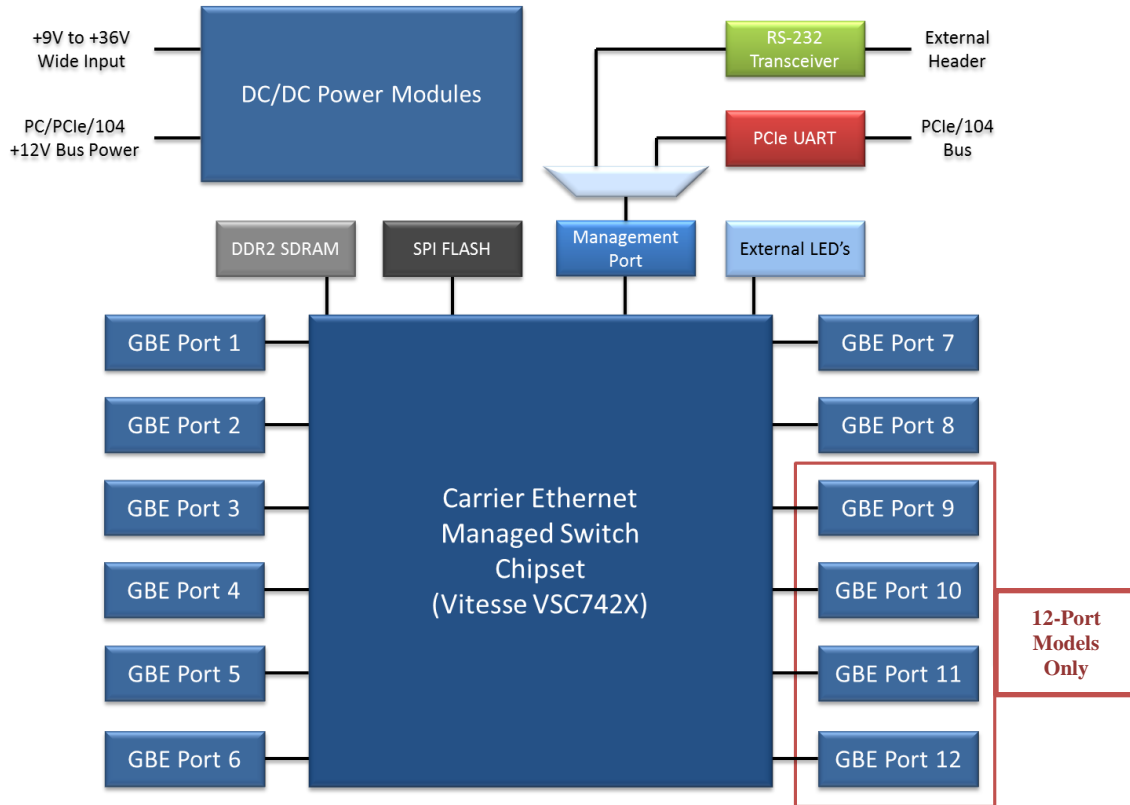 +9V to +36V
Wide Input
PC/PCIe/104
+12V Bus Power
DC/DC Power Modules
RS-232
Transceiver
External
Header
PCIe UART
PCIe/104
Bus
DDR2 SDRAM
SPI FLASH
Management
Port
External LED’s
GBE Port 1
GBE Port 2
GBE Port 3
GBE Port 4
GBE Port 5
GBE Port 6
Carrier Ethernet
Managed Switch
Chipset
(Vitesse VSC742X)
GBE Port 7
GBE Port 8
GBE Port 9
GBE Port 10
GBE Port 11
GBE Port 12
12-Port
Models
Only